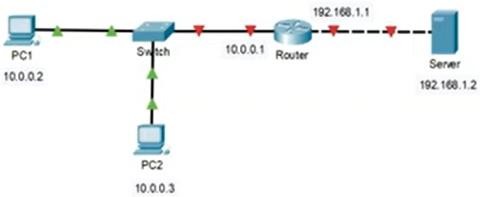 192.168.1.1
PC1
10.0.0.2
Switch
10.0.0.1
Router
Server
192.168.1.2
PC2
10.0.0.3